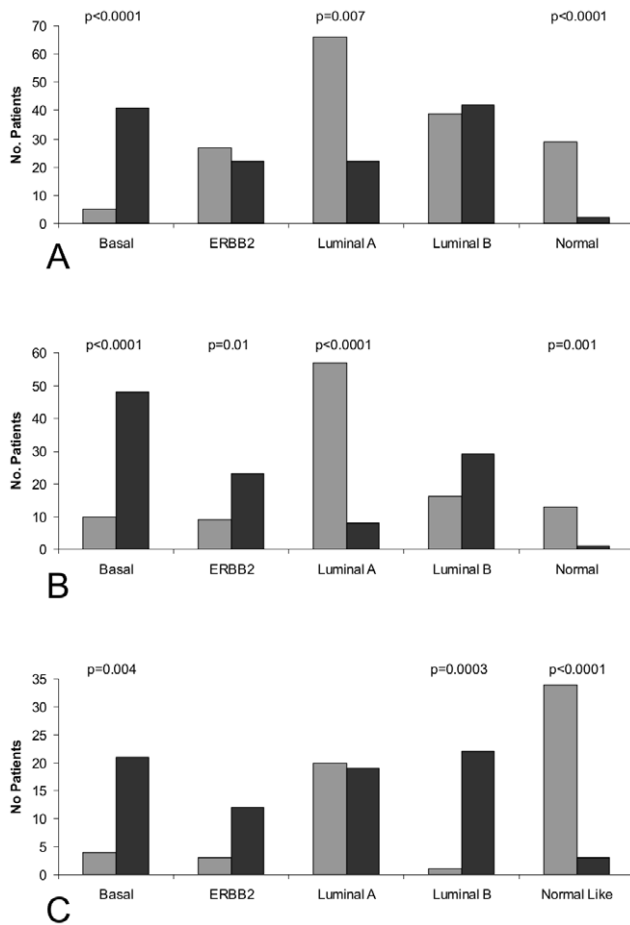 p<0.0001 p=0.007 p<0.0001
70
60
50
40
30
20
10
0
No. Patients
Basal ERBB2 Luminal A Luminal B Normal
A
p<0.0001 p=0.01 p<0.0001 p=0.001
60
50
40
30
20
10
0
No. Patients
Basal ERBB2 Luminal A Luminal B Normal
B
p=0.004 p=0.0003 p<0.0001
35
30
25
20
15
10
5
0
No Patients
Basal ERBB2 Luminal A Luminal B Normal Like
C